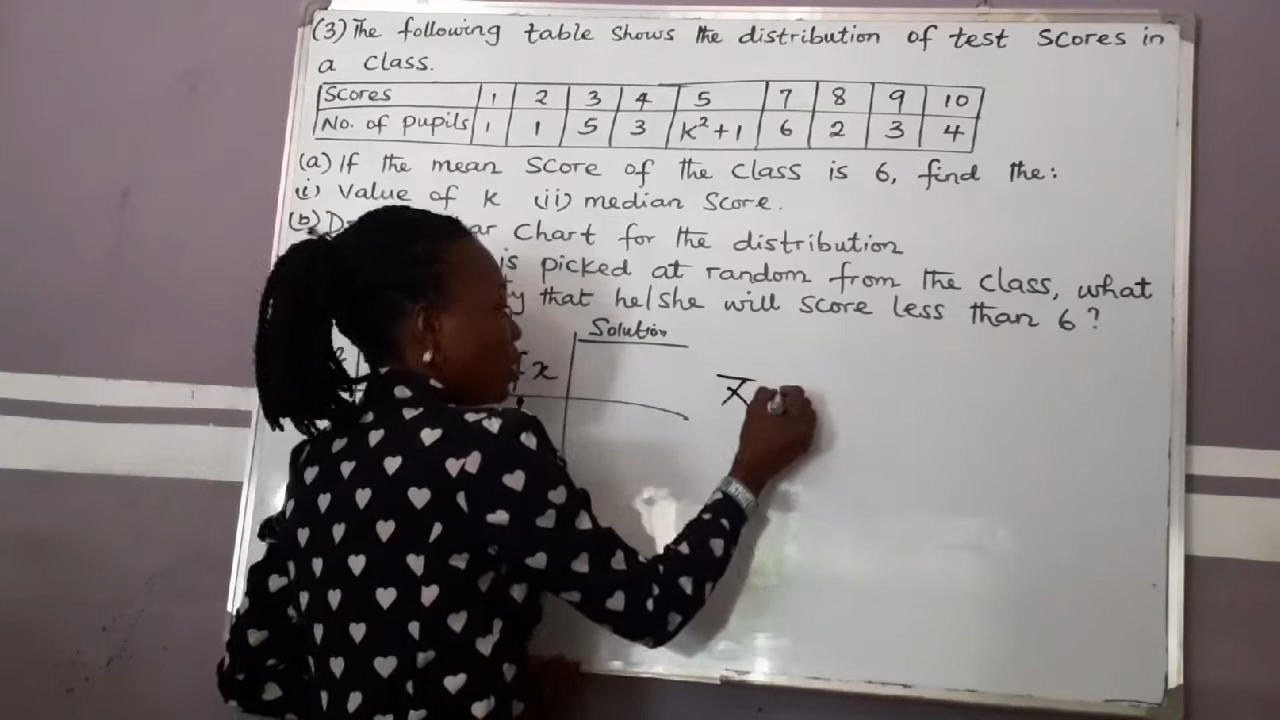 (3) The following table shows the distribution of test scores in
a class.
Scores 1 2 3 4 5 7 8 9 10
No. of pupils 1 1 5 3 k²+1 6 2 3 4
(a) If the mean score of the class is 6, find the:
(i) Value of k (ii) median score.
(b) chart for the distribution
is picked at random from the class, what
that he/she will score less than 6?
Solution
x
x̄